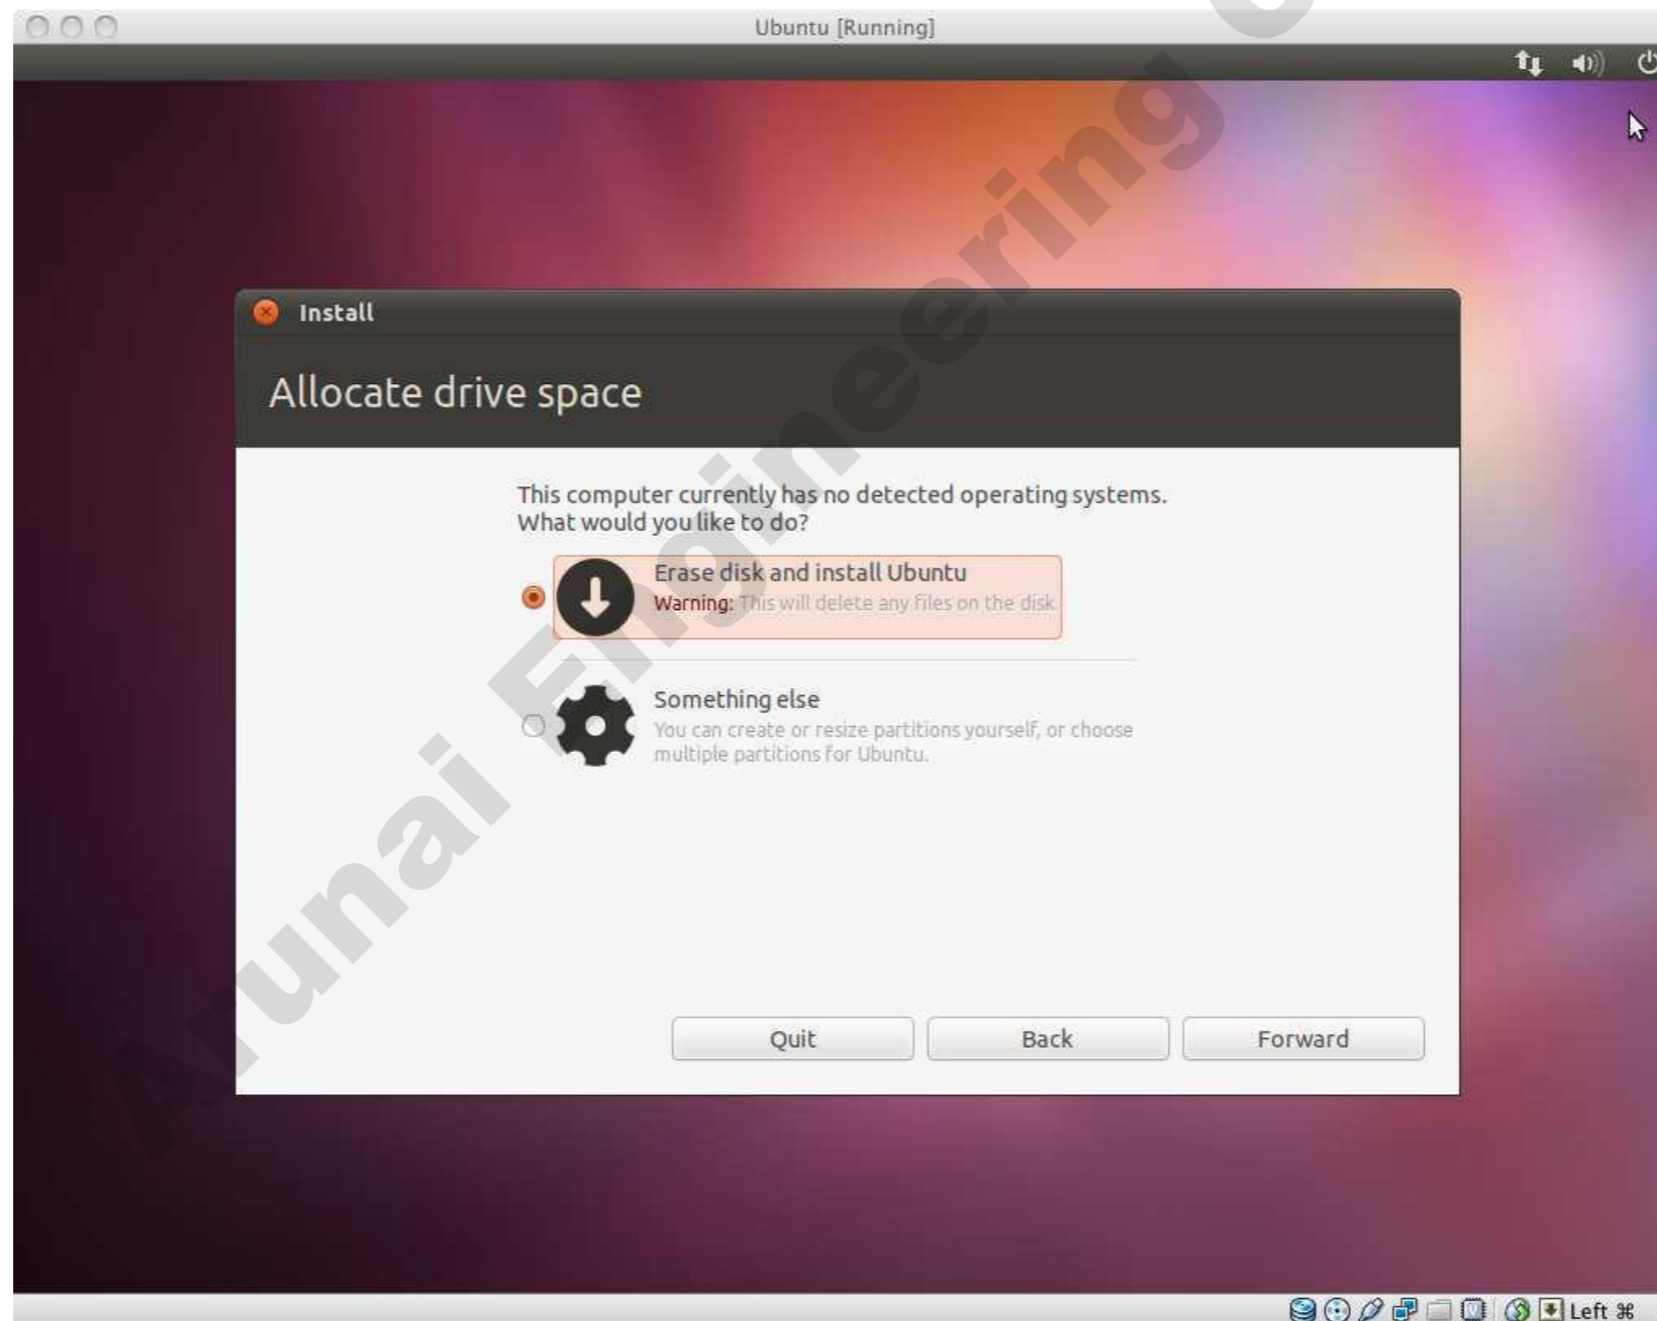 Ubuntu [Running]
Install
Allocate drive space
This computer currently has no detected operating systems.
What would you like to do?
Erase disk and install Ubuntu
Warning: This will delete any files on the disk.
Something else
You can create or resize partitions yourself, or choose
multiple partitions for Ubuntu.
Quit
Back
Forward
Left ⌘
Arunai Engineering